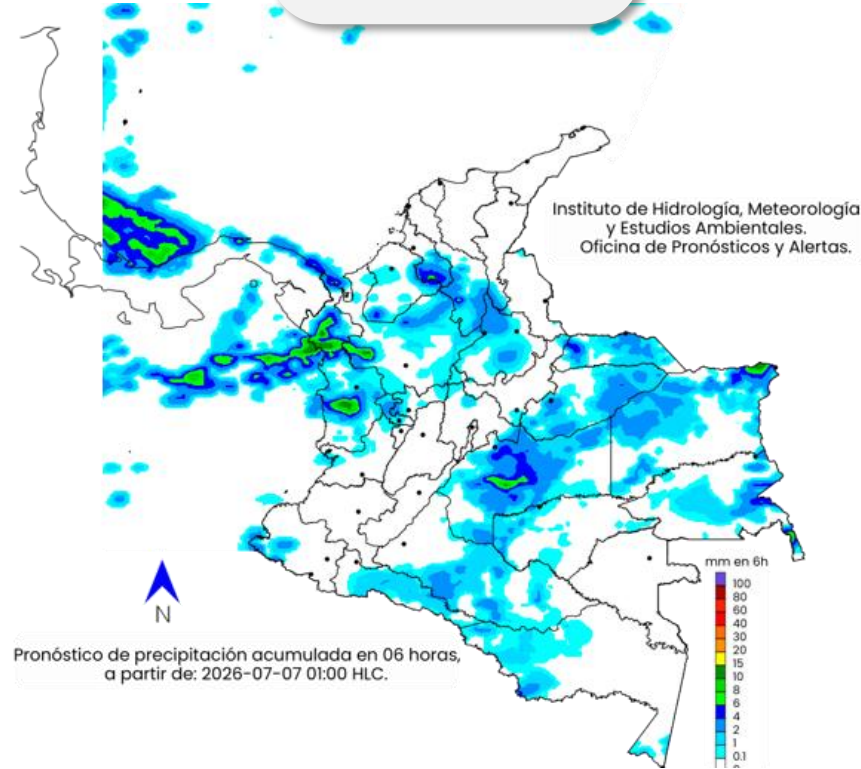 Instituto de Hidrología, Meteorología
y Estudios Ambientales.
Oficina de Pronósticos y Alertas.
N
mm en 6h
100
80
60
40
30
20
15
10
8
6
4
2
1
0.1
Pronóstico de precipitación acumulada en 06 horas,
a partir de: 2026-07-07 01:00 HLC.